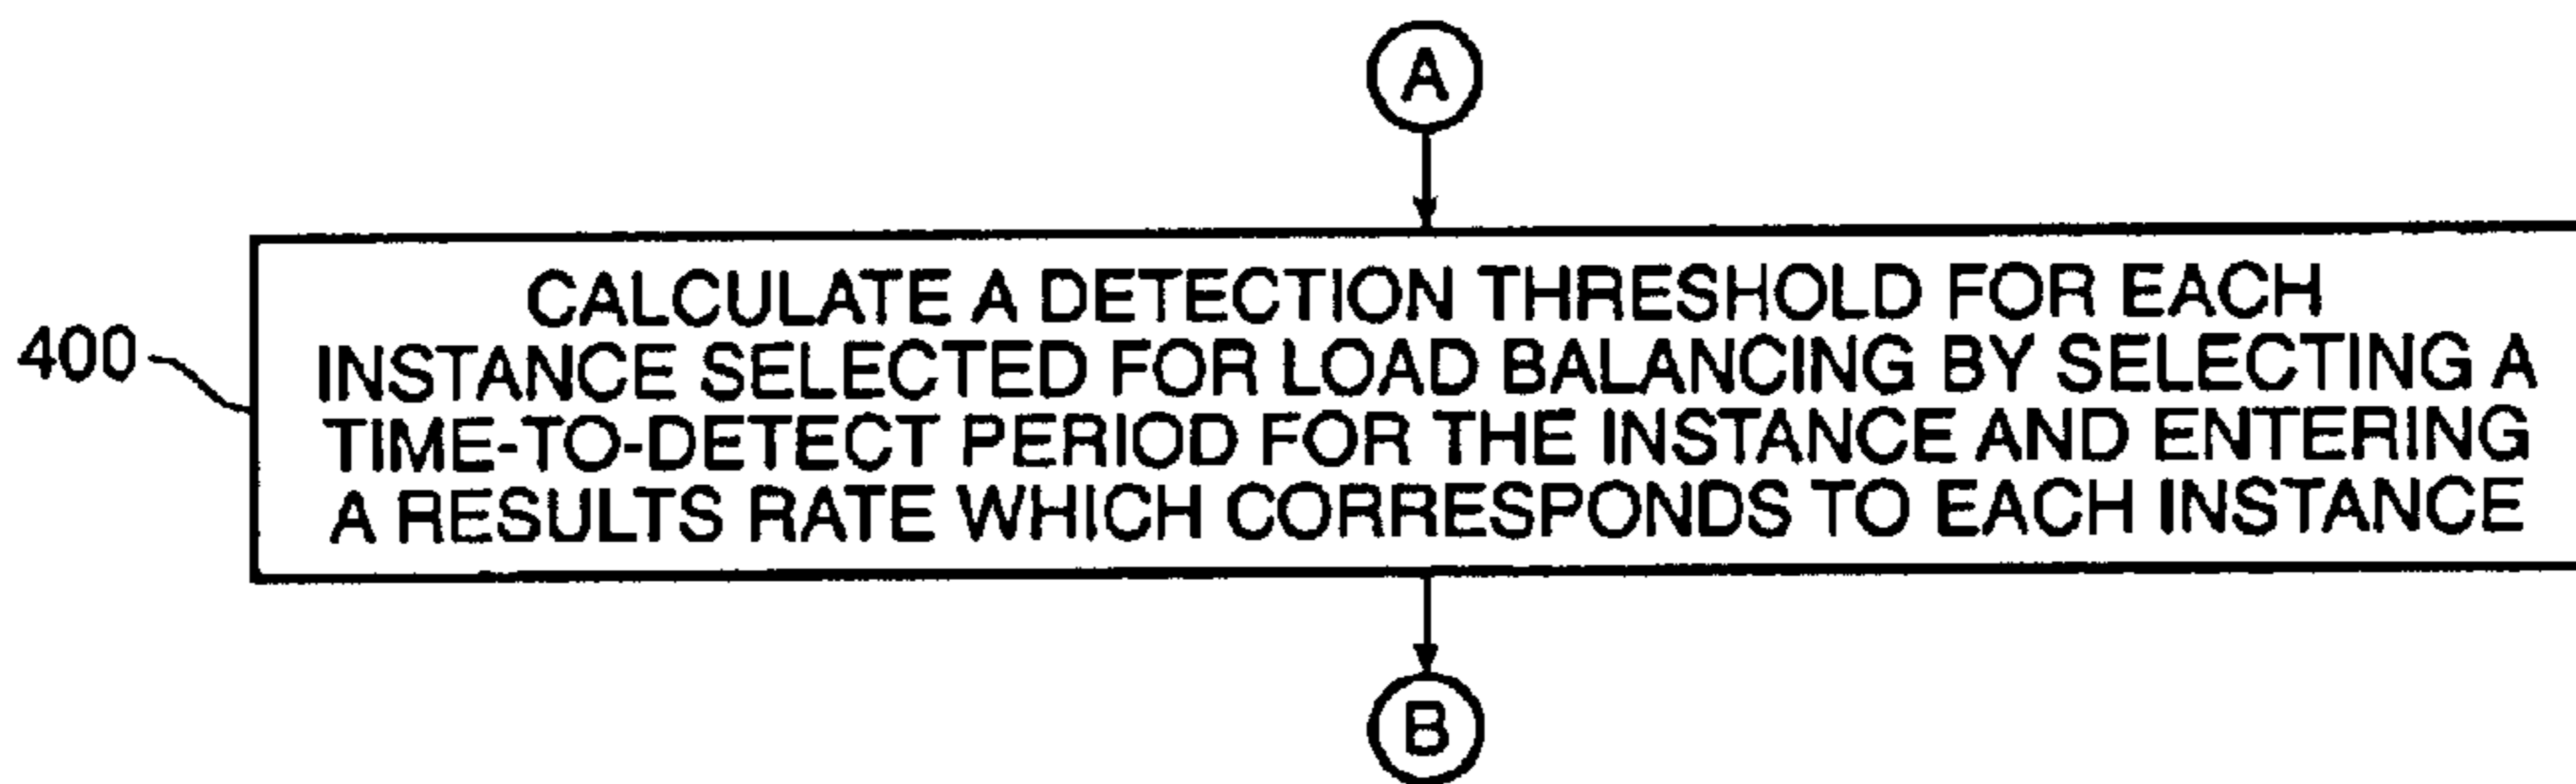 A
CALCULATE A DETECTION THRESHOLD FOR EACH
400
INSTANCE SELECTED FOR LOAD BALANCING BY SELECTING A
TIME-TO-DETECT PERIOD FOR THE INSTANCE AND ENTERING
A RESULTS RATE WHICH CORRESPONDS TO EACH INSTANCE
B